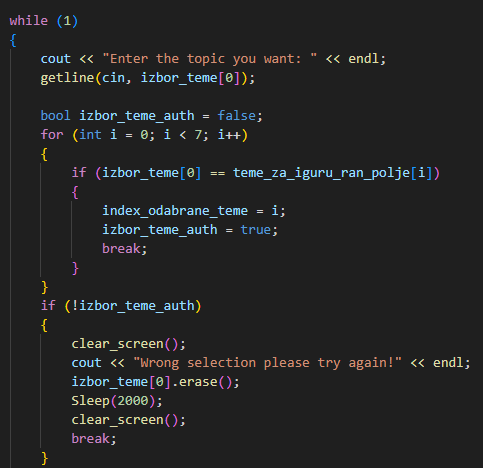 while (1)
{
    cout << "Enter the topic you want: " << endl;
    getline(cin, izbor_teme[0]);

    bool izbor_teme_auth = false;
    for (int i = 0; i < 7; i++)
    {
        if (izbor_teme[0] == teme_za_iguru_ran_polje[i])
        {
            index_odabrane_teme = i;
            izbor_teme_auth = true;
            break;
        }
    }
    if (!izbor_teme_auth)
    {
        clear_screen();
        cout << "Wrong selection please try again!" << endl;
        izbor_teme[0].erase();
        Sleep(2000);
        clear_screen();
        break;
    }